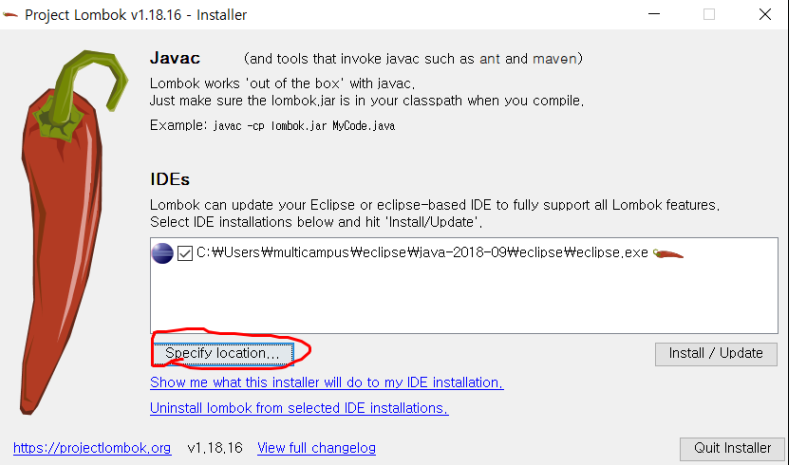 Project Lombok v1.18.16 - Installer
Javac (and tools that invoke javac such as ant and maven)
Lombok works 'out of the box' with javac.
Just make sure the lombok.jar is in your classpath when you compile.
Example: javac -cp lombok.jar MyCode.java
IDEs
Lombok can update your Eclipse or eclipse-based IDE to fully support all Lombok features.
Select IDE installations below and hit 'Install/Update'.
C:₩Users₩multicampus₩eclipse₩java-2018-09₩eclipse₩eclipse.exe
Specify location... Install / Update
Show me what this installer will do to my IDE installation.
Uninstall lombok from selected IDE installations.
https://projectlombok.org v1.18.16 View full changelog Quit Installer